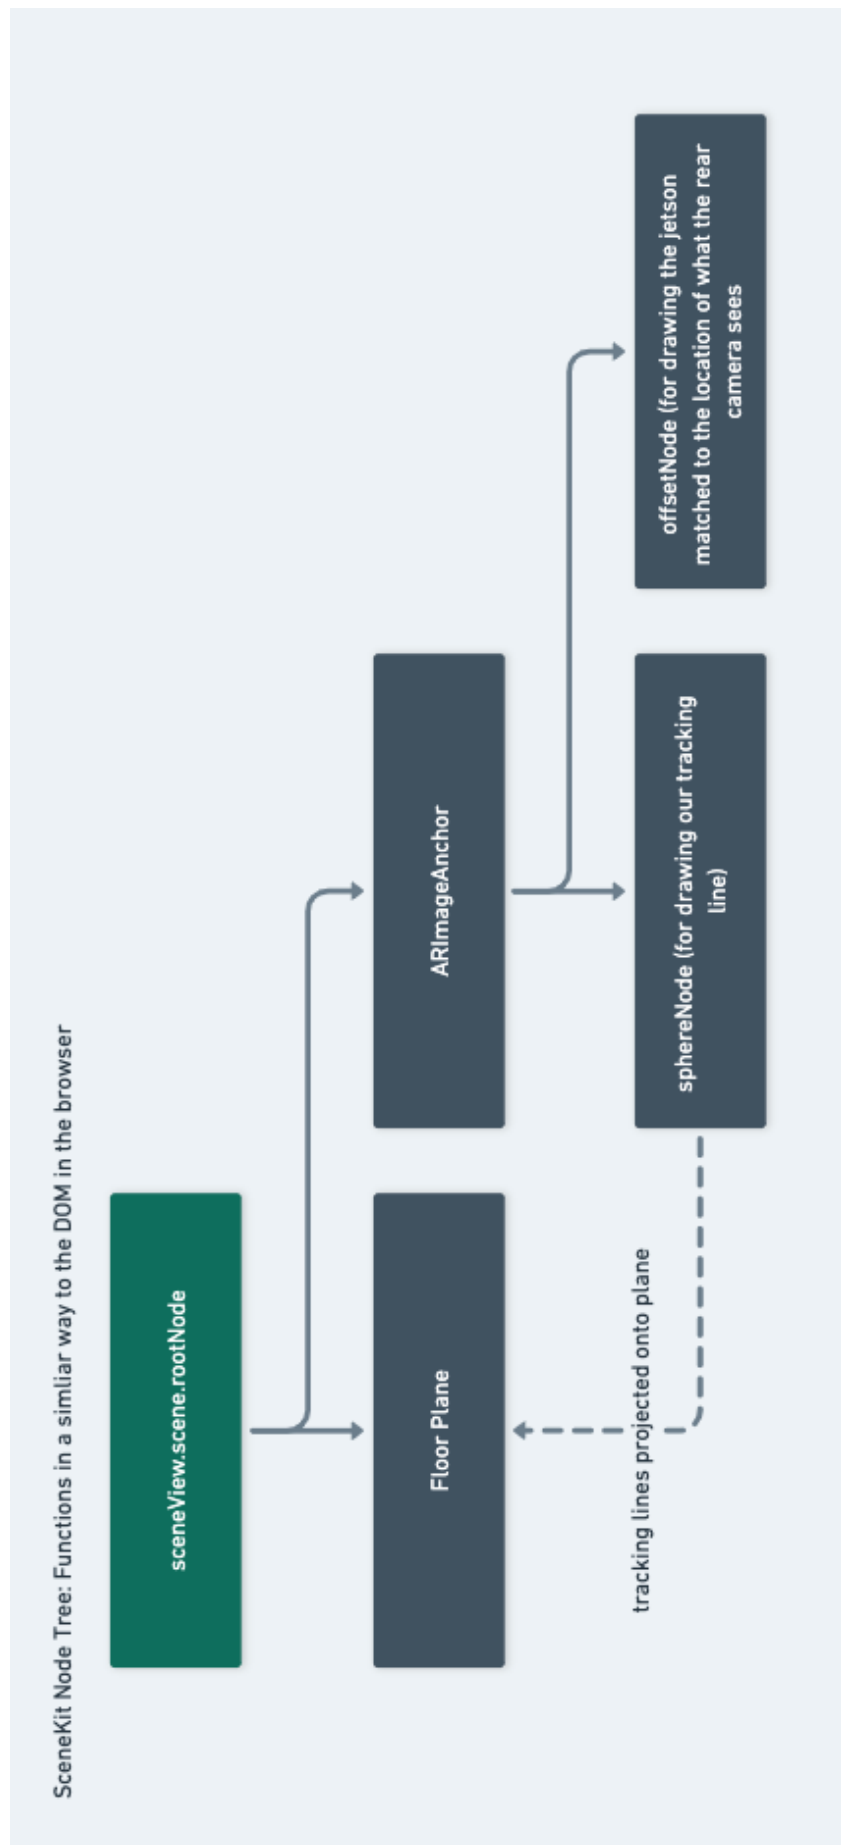 SceneKit Node Tree: Functions in a simliar way to the DOM in the browser
sceneView.scene.rootNode
Floor Plane
ARImageAnchor
tracking lines projected onto plane
sphereNode (for drawing our tracking
line)
offsetNode (for drawing the jetson
matched to the location of what the rear
camera sees